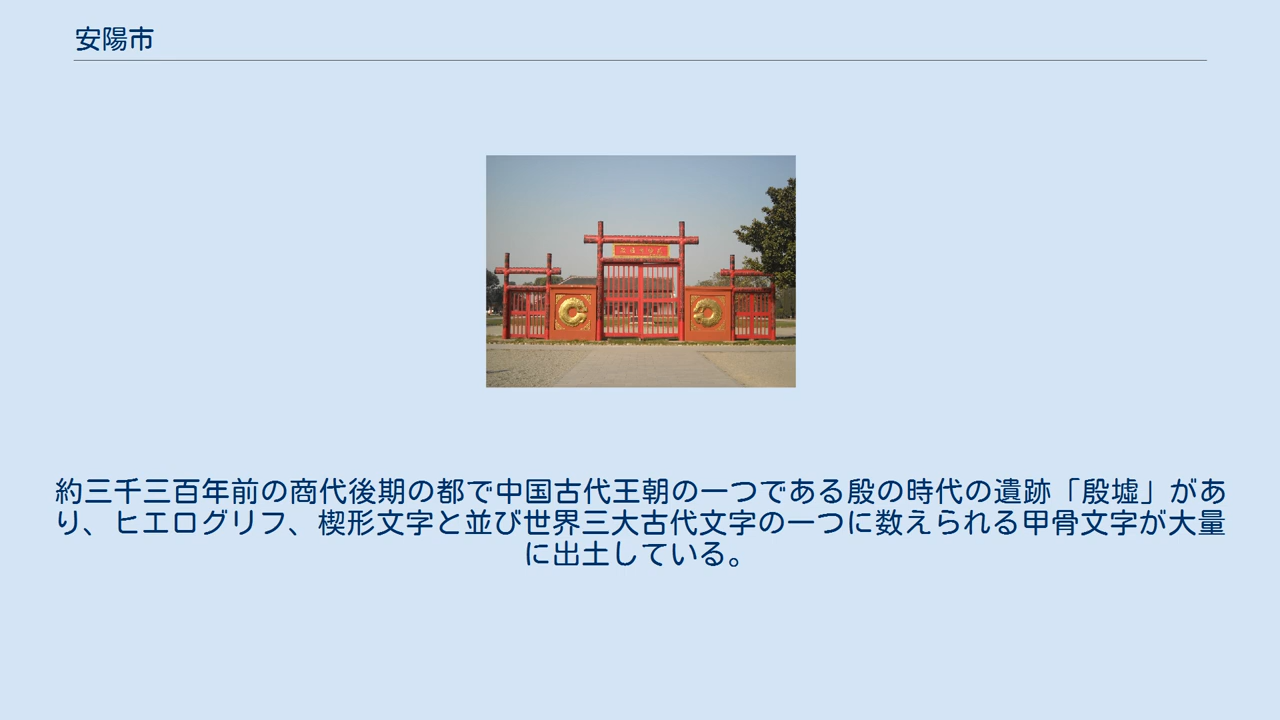 安陽市
約三千三百年前の商代後期の都で中国古代王朝の一つである殷の時代の遺跡「殷墟」があ
り、ヒエログリフ、楔形文字と並び世界三大古代文字の一つに数えられる甲骨文字が大量
に出土している。